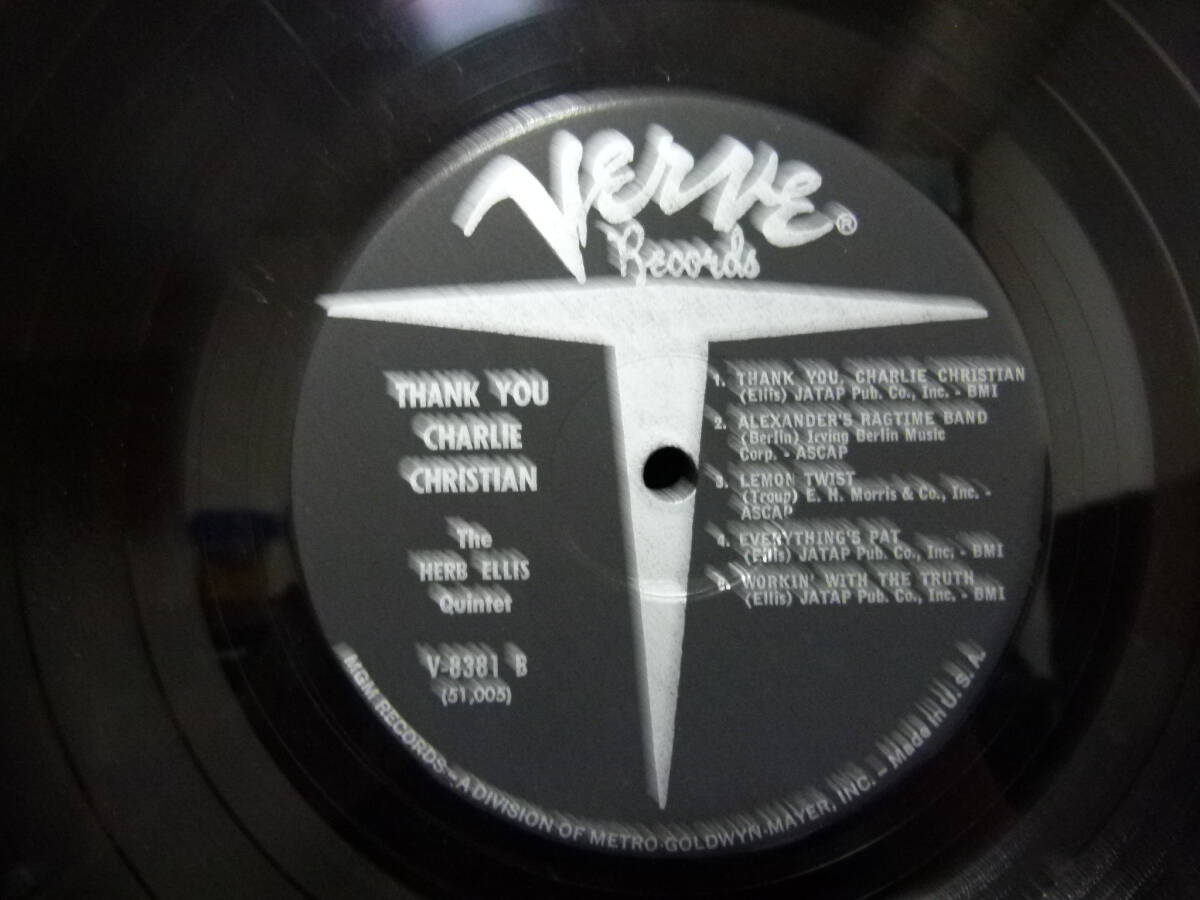 Verve ®
Records
THANK YOU
CHARLIE
CHRISTIAN
The
HERB ELLIS
Quintet
V-8381 B
(51,005)
1. THANK YOU, CHARLIE CHRISTIAN
(Ellis) JATAP Pub. Co., Inc. - BMI
2. ALEXANDER'S RAGTIME BAND
(Berlin) Irving Berlin Music
Corp. - ASCAP
3. LEMON TWIST
(Troup) E. H. Morris & Co., Inc. -
ASCAP
4. EVERYTHING'S PAT
(Ellis) JATAP Pub. Co., Inc. - BMI
5. WORKIN' WITH THE TRUTH
(Ellis) JATAP Pub. Co., Inc. - BMI
MGM RECORDS - A DIVISION OF METRO-GOLDWYN-MAYER, INC. - Made in U. S. A.